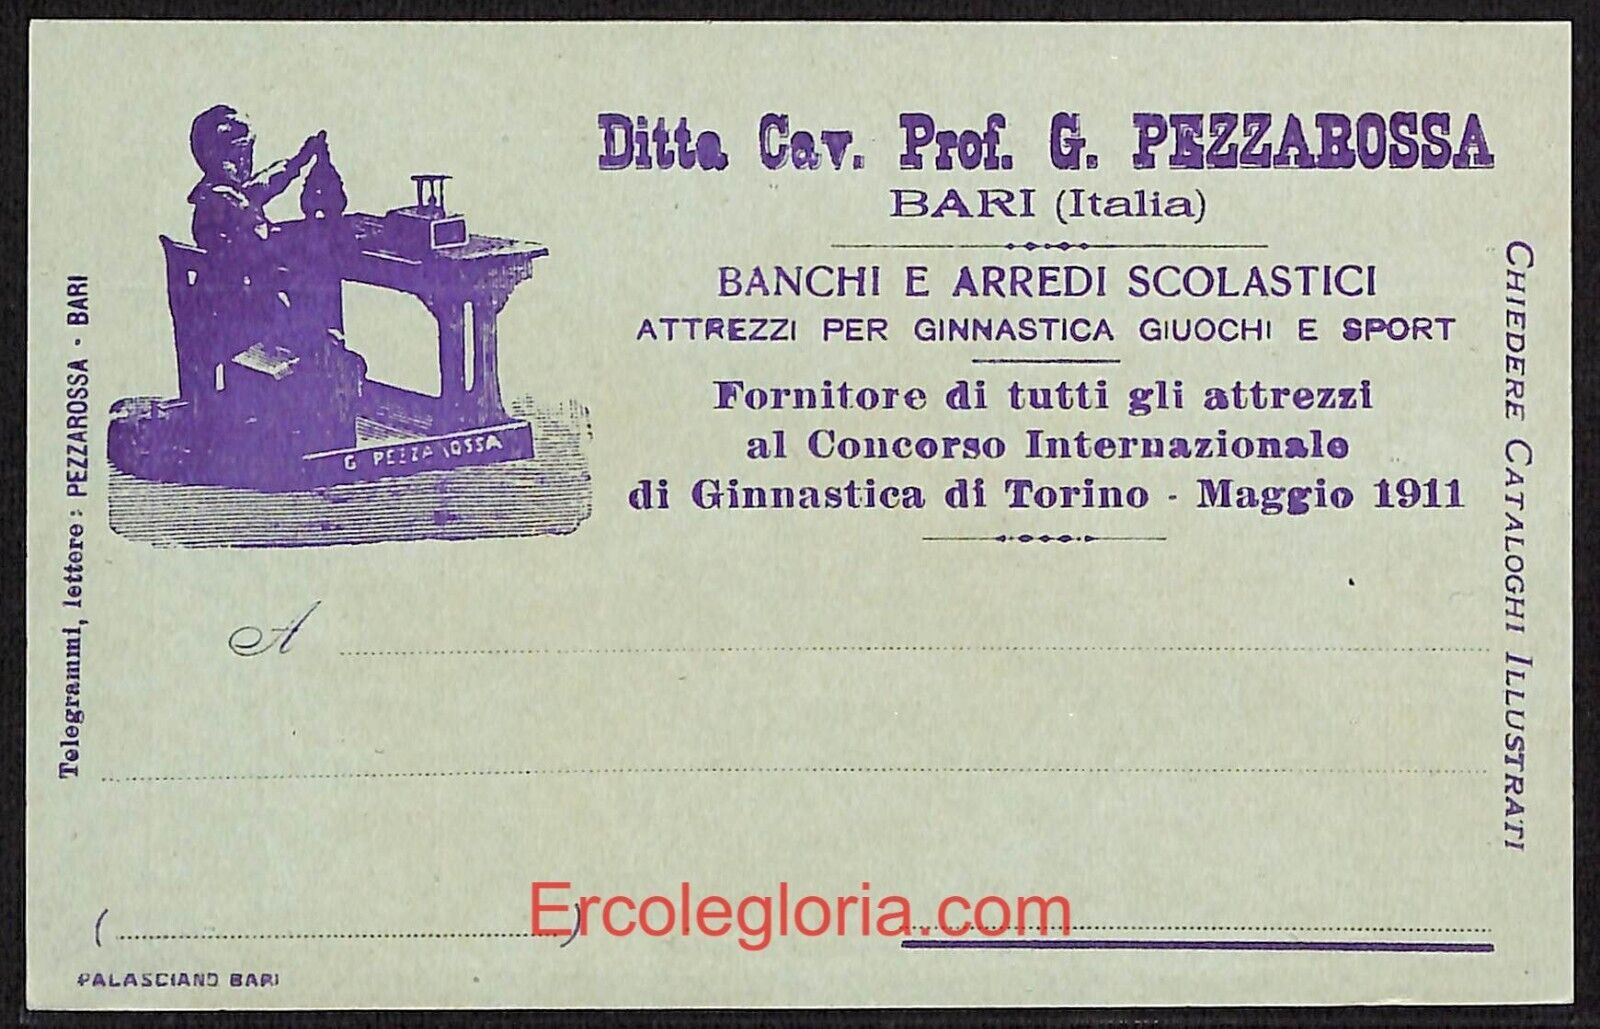 Ditta Cav. Prof. G. PEZZAROSSA
BARI (Italia)
BANCHI E ARREDI SCOLASTICI
ATTREZZI PER GINNASTICA GIUOCHI E SPORT
Fornitore di tutti gli attrezzi
al Concorso Internazionale
di Ginnastica di Torino - Maggio 1911
G PEZZAROSSA
Telegrammi, lettere: PEZZAROSSA - BARI
CHIEDERE CATALOGHI ILLUSTRATI
A
( )
Ercolegloria.com
PALASCIANO BARI